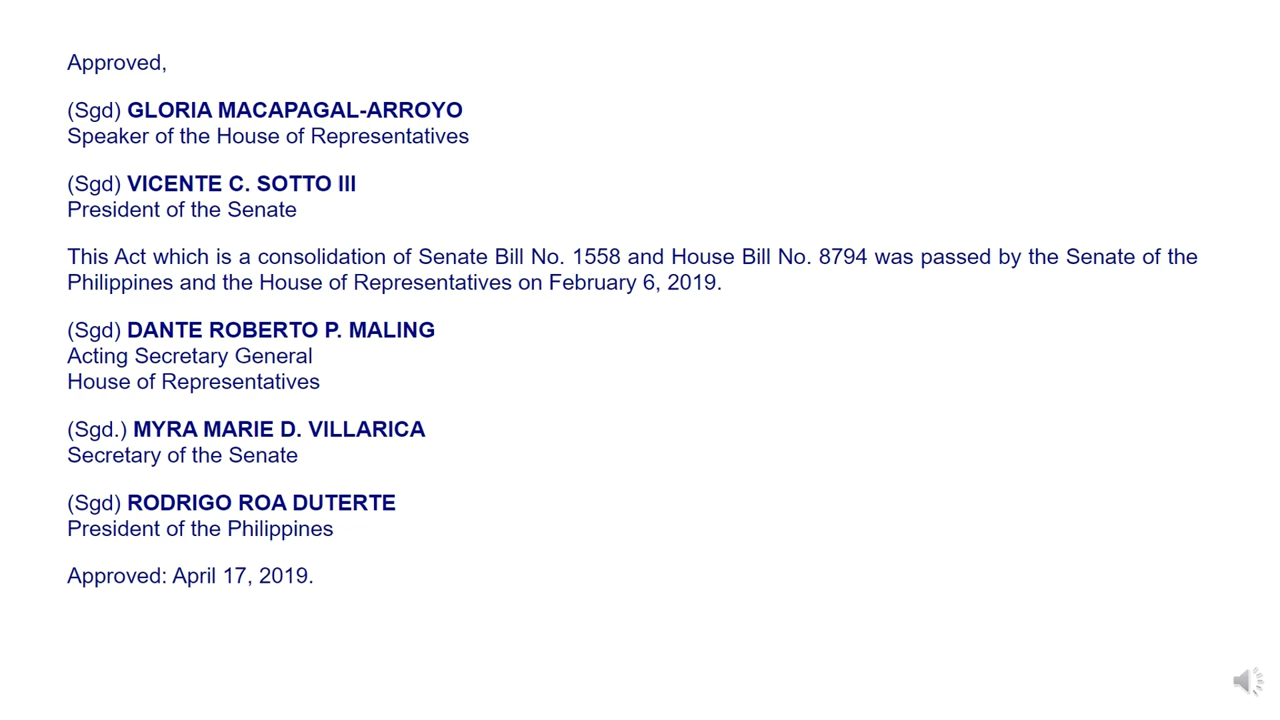 Approved,
(Sgd) GLORIA MACAPAGAL-ARROYO
Speaker of the House of Representatives
(Sgd) VICENTE C. SOTTO III
President of the Senate
This Act which is a consolidation of Senate Bill No. 1558 and House Bill No. 8794 was passed by the Senate of the
Philippines and the House of Representatives on February 6, 2019.
(Sgd) DANTE ROBERTO P. MALING
Acting Secretary General
House of Representatives
(Sgd.) MYRA MARIE D. VILLARICA
Secretary of the Senate
(Sgd) RODRIGO ROA DUTERTE
President of the Philippines
Approved: April 17, 2019.